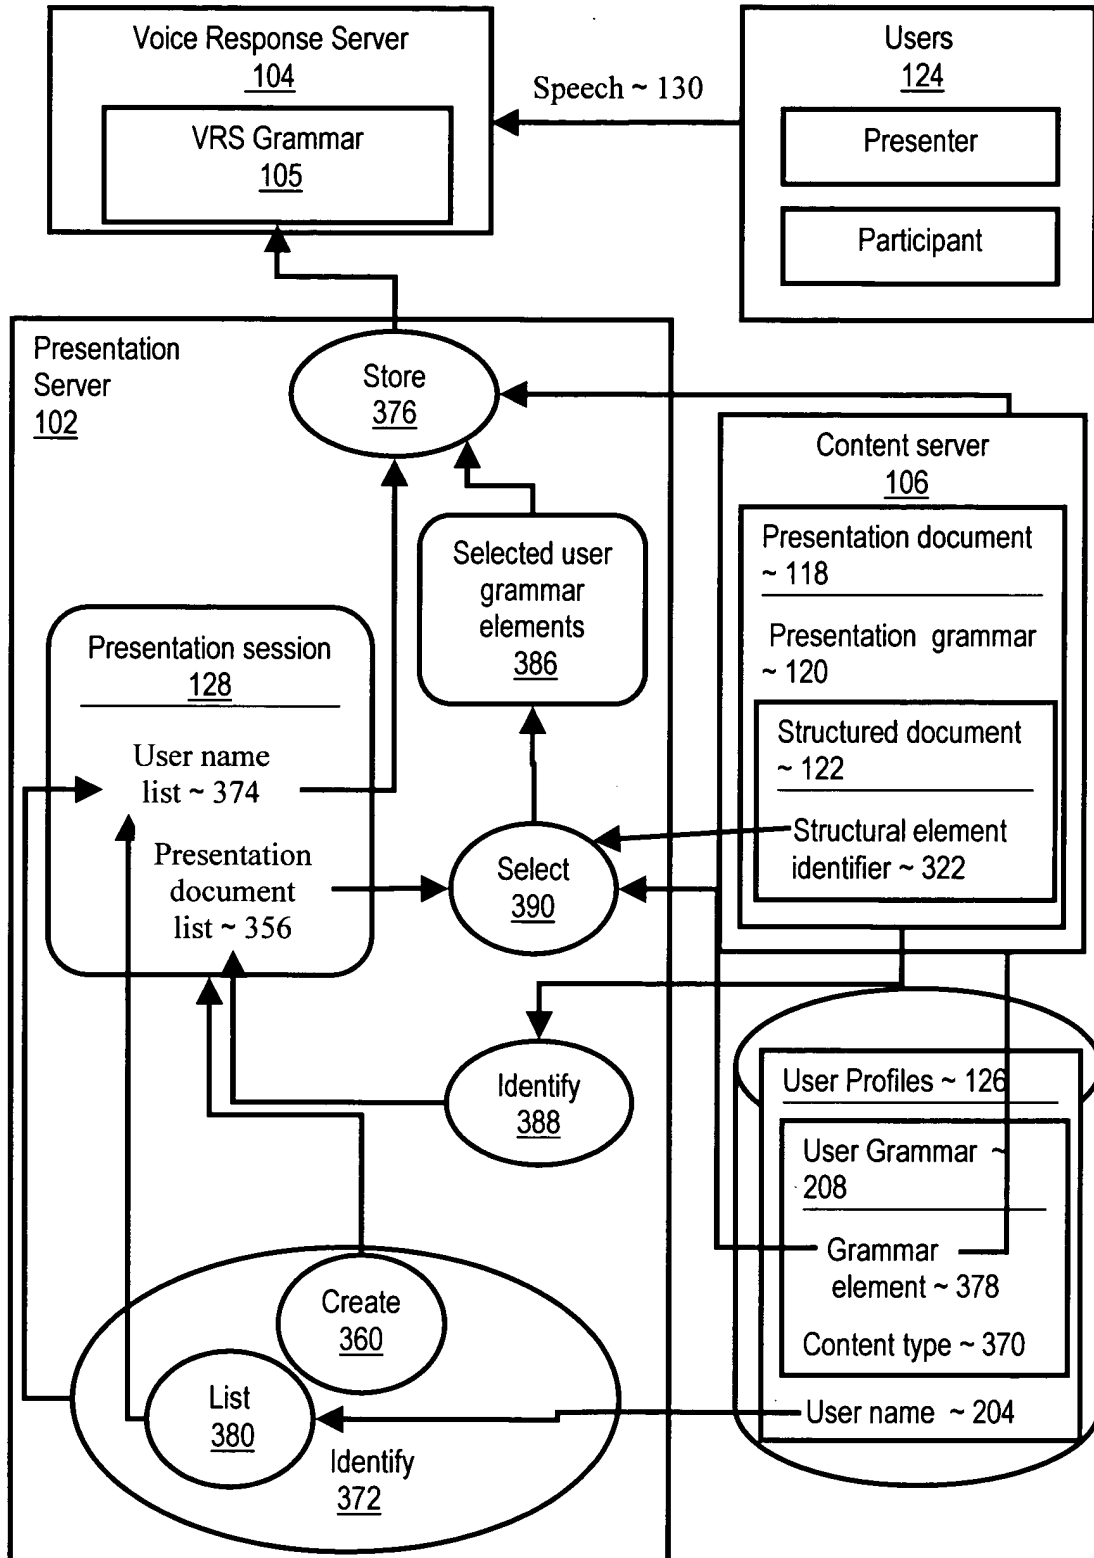 Voice Response Server
104
VRS Grammar
105
Speech ~ 130
Users
124
Presenter
Participant
Presentation
Server
102
Store
376
Content server
106
Presentation document
~ 118
Presentation grammar
~ 120
Structured document
~ 122
Structural element
identifier ~ 322
Selected user
grammar
elements
386
Presentation session
128
User name
list ~ 374
Presentation
document
list ~ 356
Select
390
Identify
388
User Profiles ~ 126
User Grammar ~
208
Grammar
element ~ 378
Content type ~ 370
User name ~ 204
Create
360
List
380
Identify
372